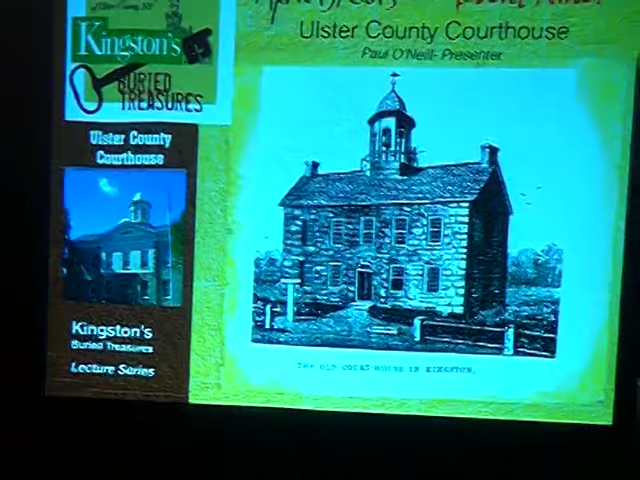 Kingston's
BURIED
TREASURES
Ulster County
Courthouse
Kingston's
Buried Treasures
Lecture Series
Ulster County Courthouse
Paul O'Neill- Presenter
THE OLD COURT-HOUSE IN KINGSTON.